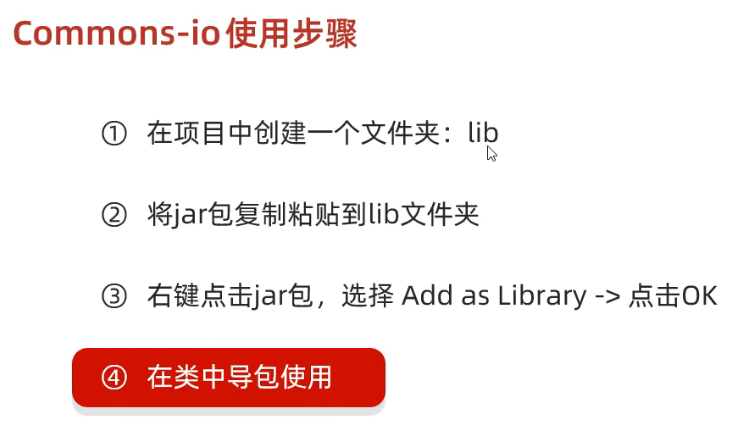 Commons-io使用步骤
① 在项目中创建一个文件夹：lib
② 将jar包复制粘贴到lib文件夹
③ 右键点击jar包，选择 Add as Library -> 点击OK
④ 在类中导包使用